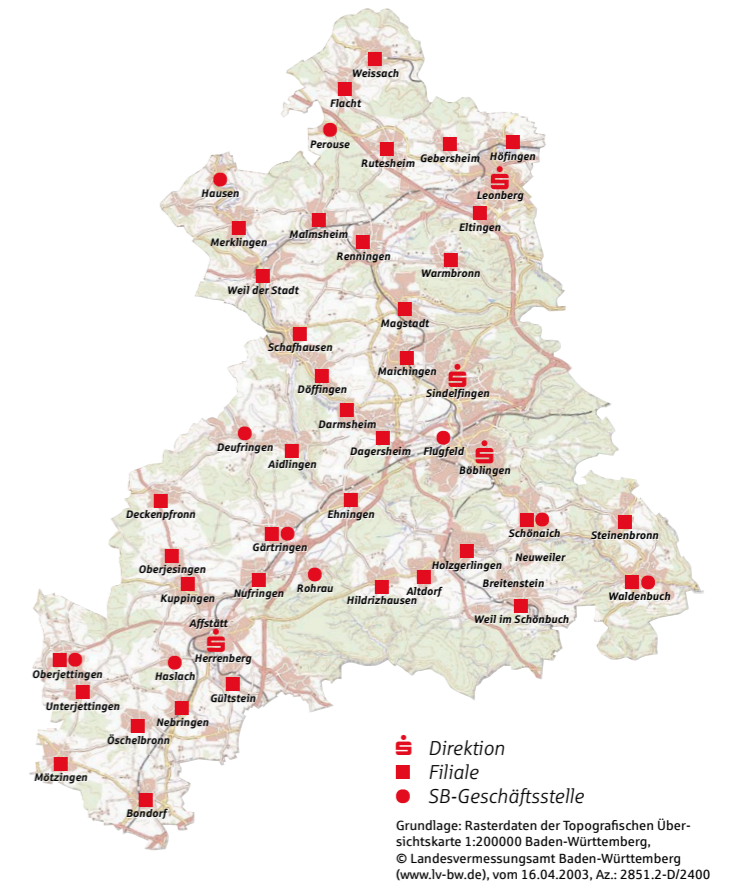 Weissach
Flacht
Perouse
Rutesheim
Gebersheim
Höfingen
Leonberg
Hausen
Eltingen
Malmsheim
Merklingen
Renningen
Warmbronn
Weil der Stadt
Magstadt
Schafhausen
Maichingen
Döffingen
Sindelfingen
Darmsheim
Deufringen
Dagersheim
Flugfeld
Aidlingen
Böblingen
Deckenpfronn
Ehningen
Schönaich
Steinenbronn
Gärtringen
Neuweiler
Oberjesingen
Holzgerlingen
Kuppingen
Nufringen
Rohrau
Hildrizhausen
Altdorf
Breitenstein
Waldenbuch
Weil im Schönbuch
Affstätt
Herrenberg
Oberjettingen
Haslach
Gültstein
Unterjettingen
Nebringen
Öschelbronn
Mötzingen
Bondorf
Direktion
Filiale
SB-Geschäftsstelle
Grundlage: Rasterdaten der Topografischen Über-
sichtskarte 1:200000 Baden-Württemberg,
© Landesvermessungsamt Baden-Württemberg
(www.lv-bw.de), vom 16.04.2003, Az.: 2851.2-D/2400